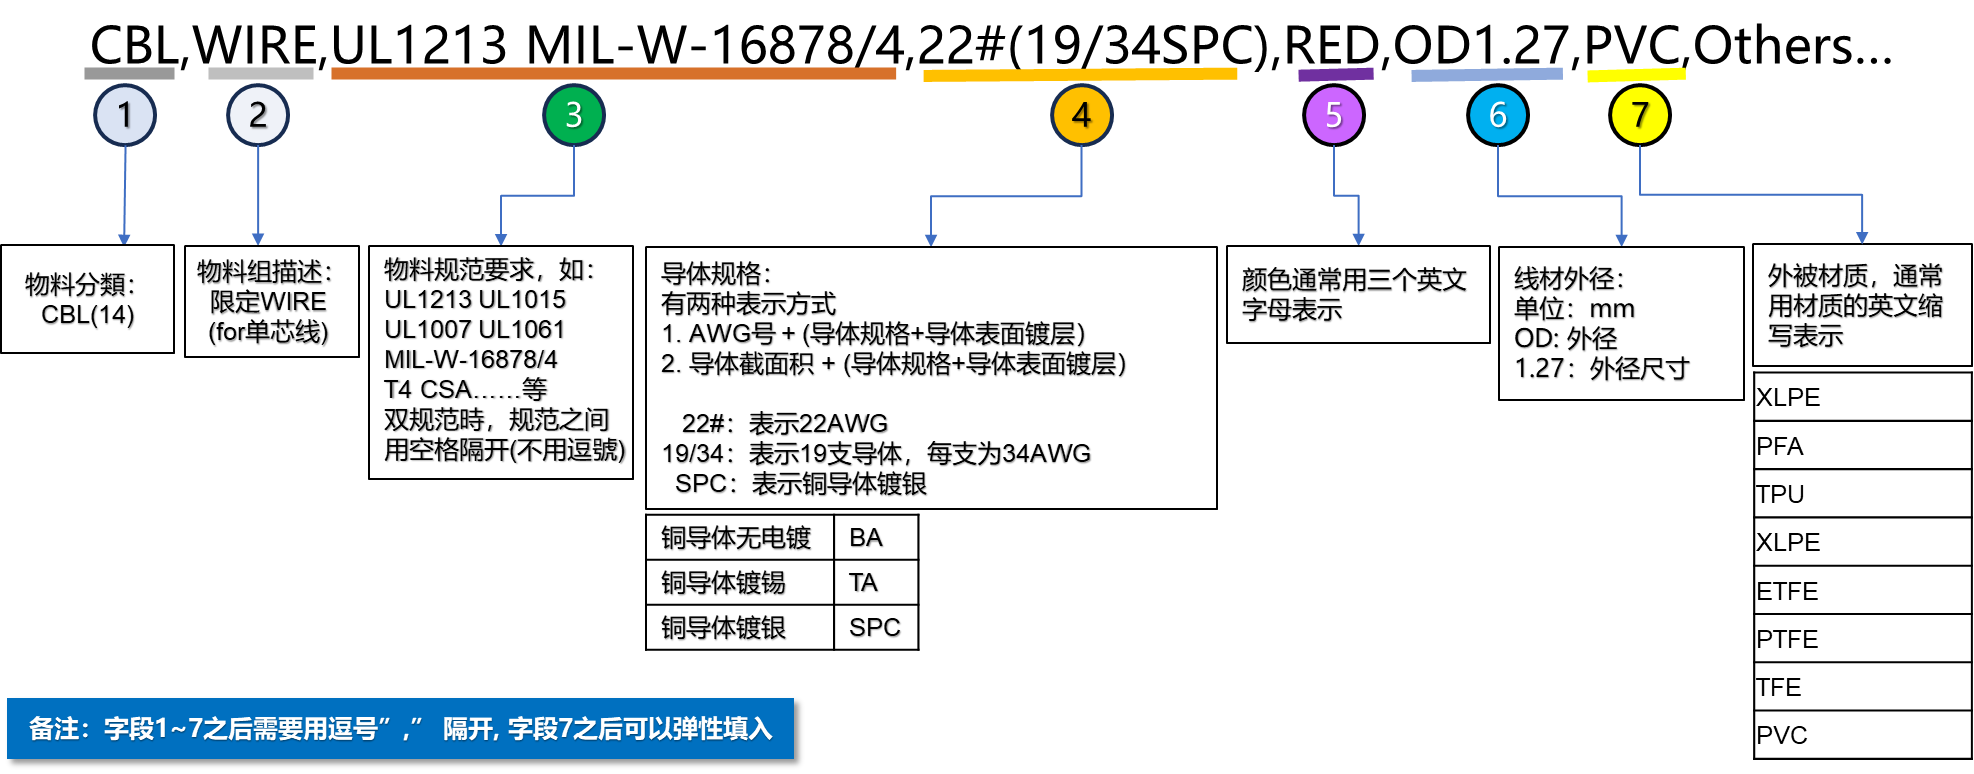 CBL,WIRE,UL1213 MIL-W-16878/4,22#(19/34SPC),RED,OD1.27,PVC,Others...
1
2
3
4
5
6
7
物料分類：
CBL(14)
物料组描述：
限定WIRE
(for单芯线)
物料规范要求，如：
UL1213 UL1015
UL1007 UL1061
MIL-W-16878/4
T4 CSA……等
双规范時，规范之间
用空格隔开(不用逗號)
导体规格：
有两种表示方式
1. AWG号 + (导体规格+导体表面镀层）
2. 导体截面积 + (导体规格+导体表面镀层）
22#：表示22AWG
19/34：表示19支导体，每支为34AWG
SPC：表示铜导体镀银
铜导体无电镀 BA
铜导体镀锡 TA
铜导体镀银 SPC
颜色通常用三个英文
字母表示
线材外径：
单位：mm
OD: 外径
1.27：外径尺寸
外被材质，通常
用材质的英文缩
写表示
XLPE
PFA
TPU
XLPE
ETFE
PTFE
TFE
PVC
备注：字段1~7之后需要用逗号”,” 隔开, 字段7之后可以弹性填入